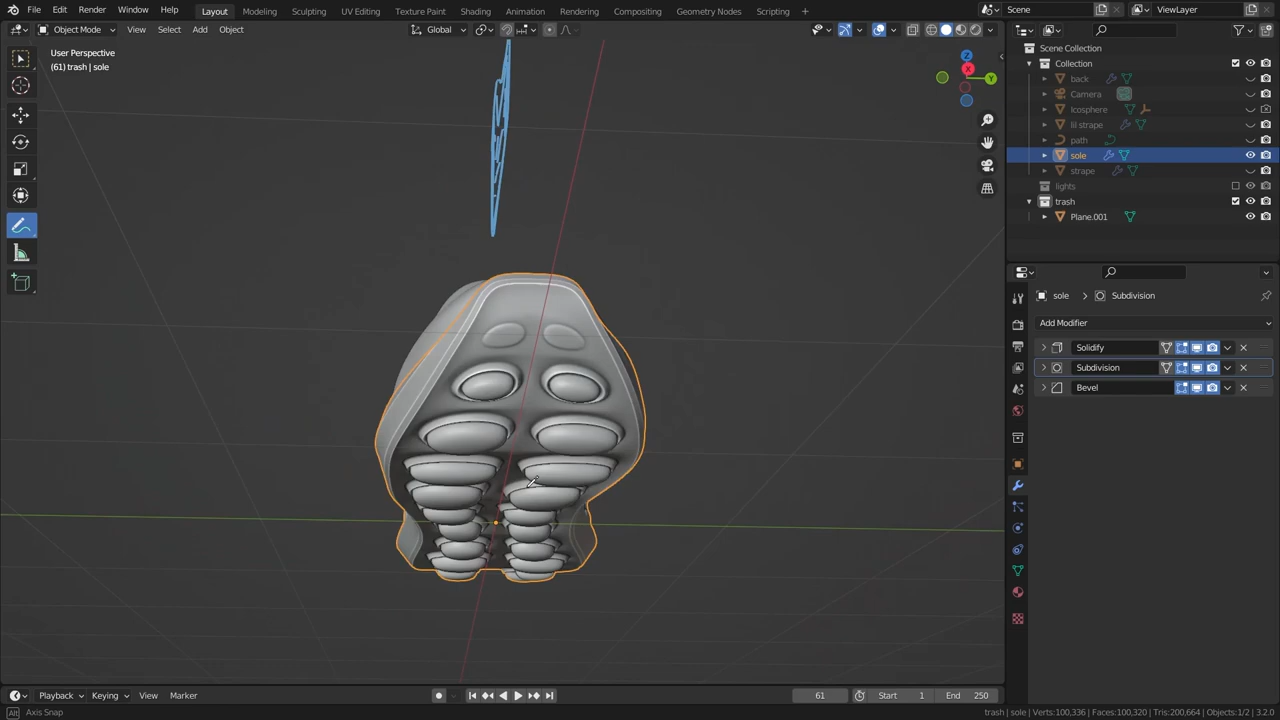 File Edit Render Window Help Layout Modeling Sculpting UV Editing Texture Paint Shading Animation Rendering Compositing Geometry Nodes Scripting + Scene ViewLayer
Object Mode View Select Add Object Global
User Perspective
(61) trash | sole
X
Y
Z
Scene Collection
Collection
back
Camera
Icosphere
lil strape
path
sole
strape
lights
trash
Plane.001
sole > Subdivision
Add Modifier
Solidify
Subdivision
Bevel
Playback Keying View Marker 61 Start 1 End 250
Alt Axis Snap trash | sole | Verts:100,336 | Faces:100,320 | Tris:200,664 | Objects:1/2 | 3.2.0